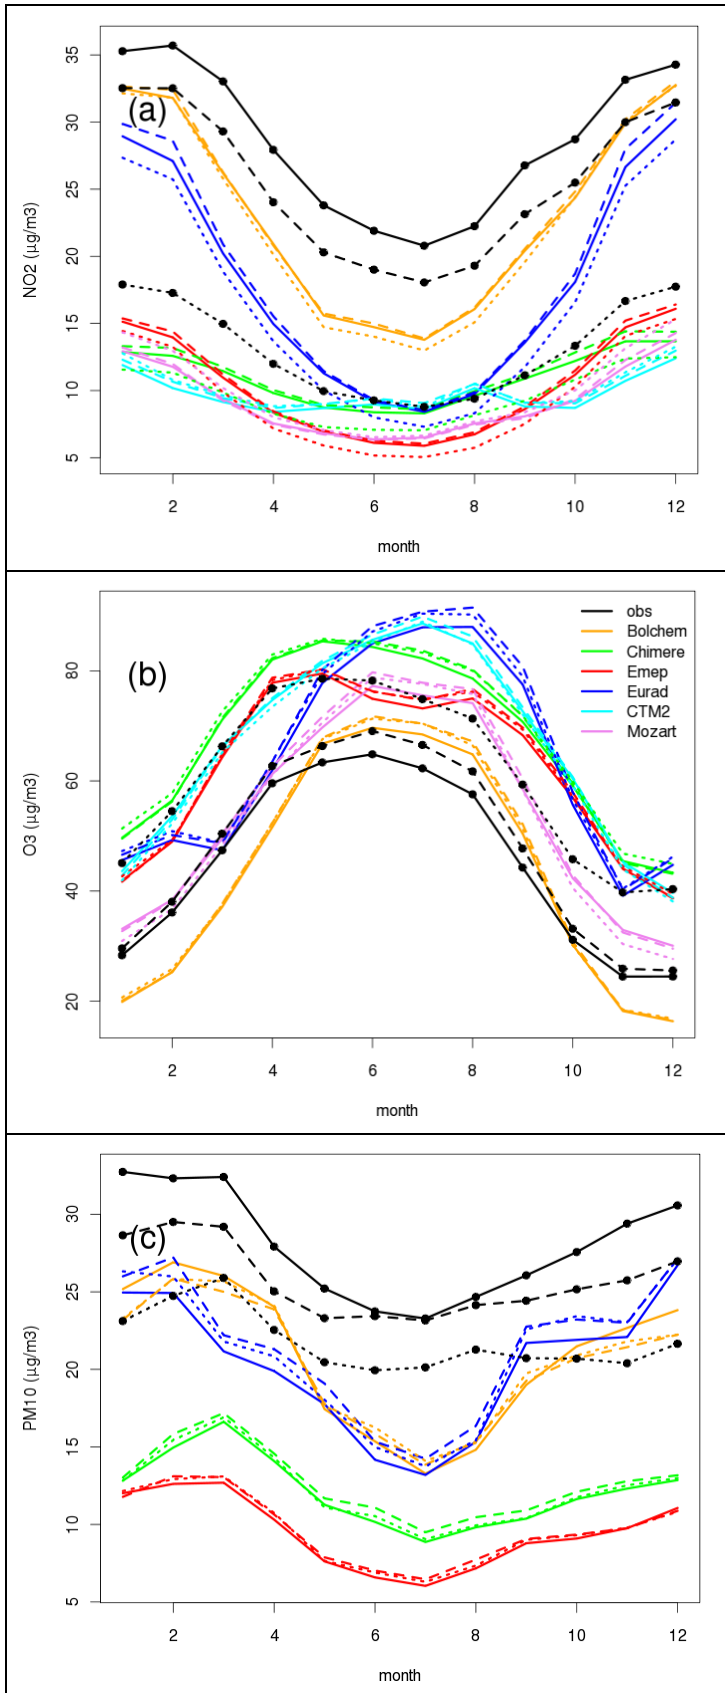 (a)
NO2 (μg/m3)
35
30
25
20
15
10
5
2 4 6 8 10 12
month
(b)
O3 (μg/m3)
80
60
40
20
obs
Bolchem
Chimere
Emep
Eurad
CTM2
Mozart
2 4 6 8 10 12
month
(c)
PM10 (μg/m3)
30
25
20
15
10
5
2 4 6 8 10 12
month